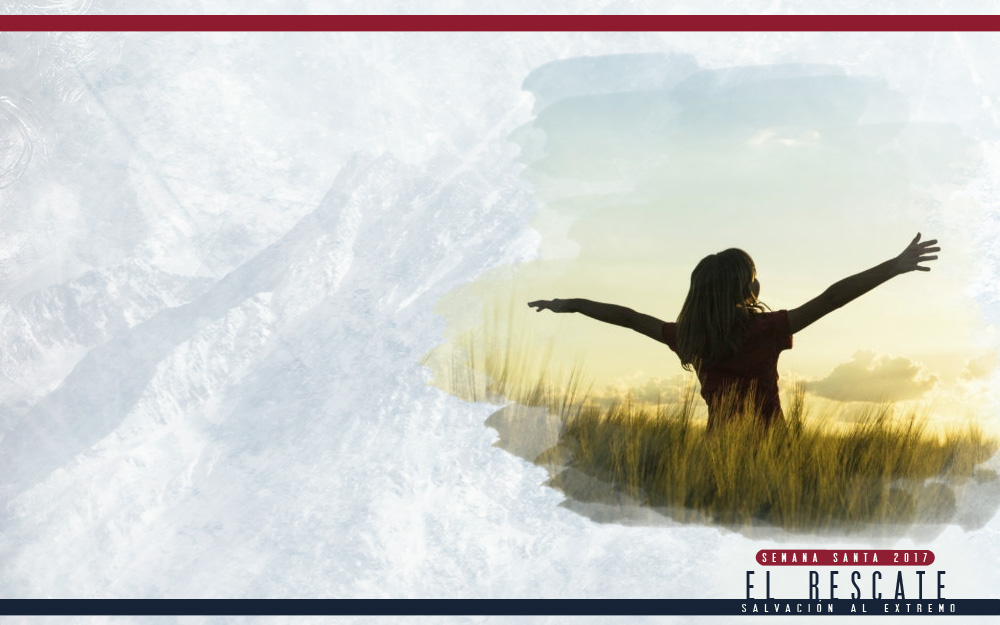 SEMANA SANTA 2017
EL RESCATE
SALVACIÓN AL EXTREMO